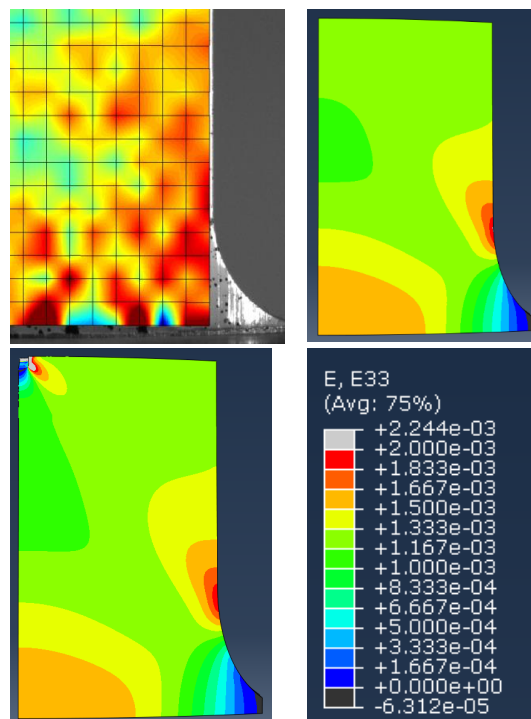 E, E33
(Avg: 75%)
+2.244e-03
+2.000e-03
+1.833e-03
+1.667e-03
+1.500e-03
+1.333e-03
+1.167e-03
+1.000e-03
+8.333e-04
+6.667e-04
+5.000e-04
+3.333e-04
+1.667e-04
+0.000e+00
-6.312e-05